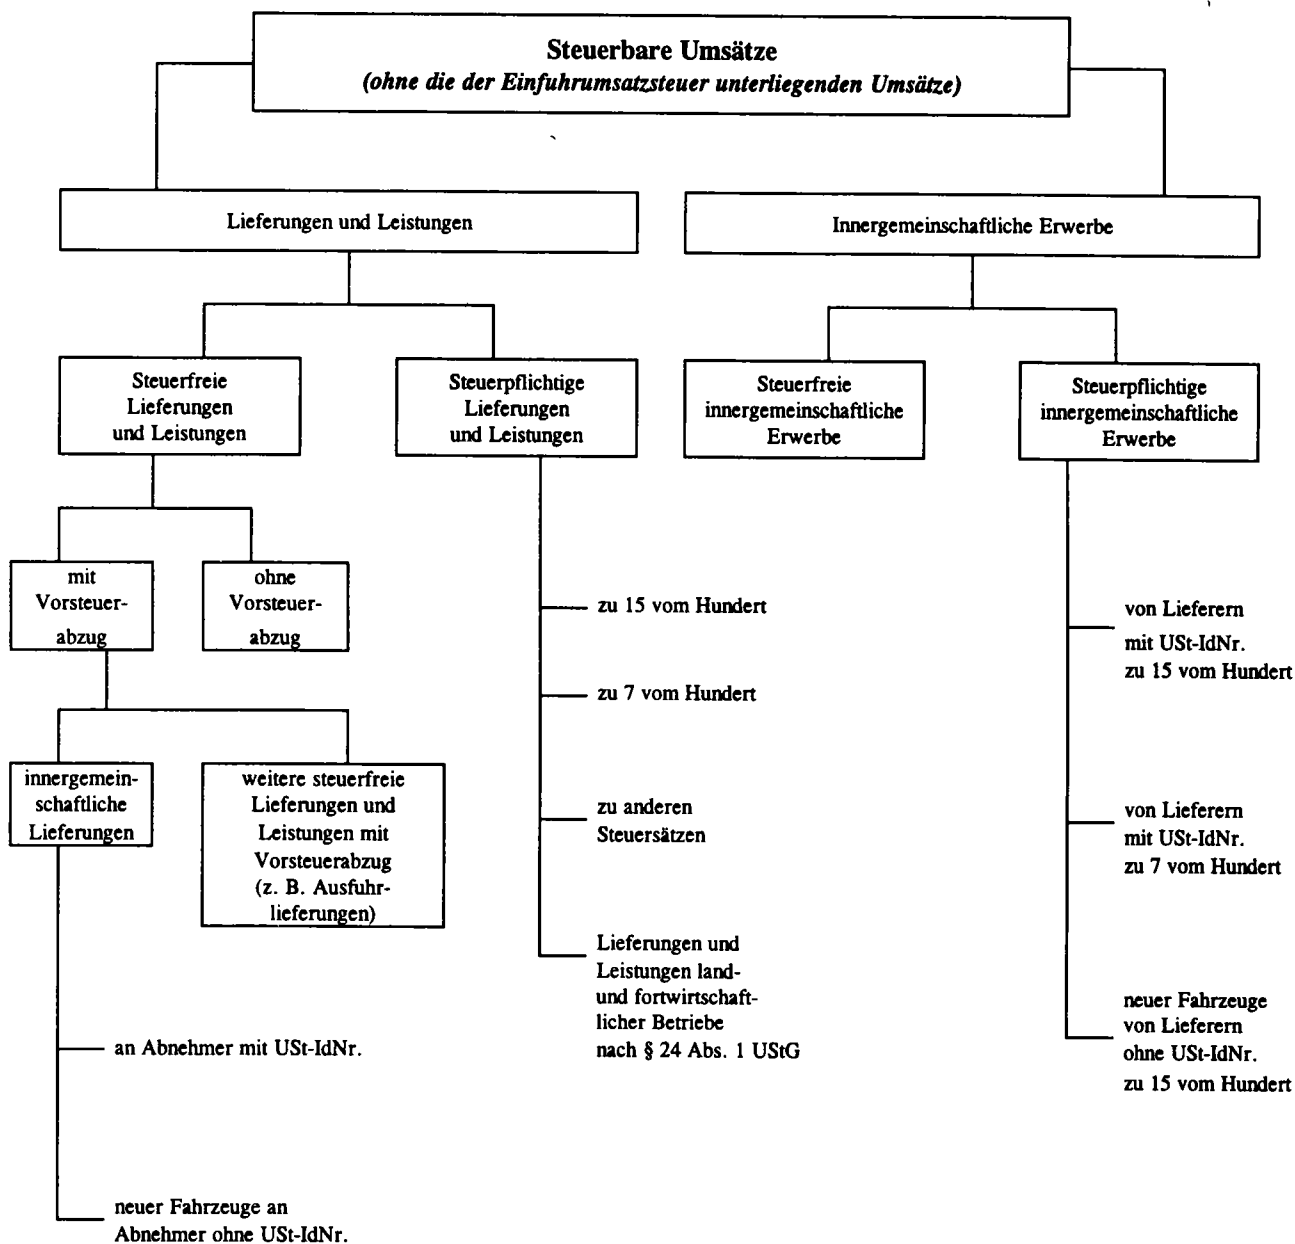 Steuerbare Umsätze
(ohne die der Einfuhrumsatzsteuer unterliegenden Umsätze)
Lieferungen und Leistungen
Innergemeinschaftliche Erwerbe
Steuerfreie
Lieferungen
und Leistungen
Steuerpflichtige
Lieferungen
und Leistungen
Steuerfreie
innergemeinschaftliche
Erwerbe
Steuerpflichtige
innergemeinschaftliche
Erwerbe
mit
Vorsteuer-
abzug
ohne
Vorsteuer-
abzug
innergemein-
schaftliche
Lieferungen
weitere steuerfreie
Lieferungen und
Leistungen mit
Vorsteuerabzug
(z. B. Ausfuhr-
lieferungen)
an Abnehmer mit USt-IdNr.
neuer Fahrzeuge an
Abnehmer ohne USt-IdNr.
zu 15 vom Hundert
zu 7 vom Hundert
zu anderen
Steuersätzen
Lieferungen und
Leistungen land-
und fortwirtschaft-
licher Betriebe
nach § 24 Abs. 1 UStG
von Lieferern
mit USt-IdNr.
zu 15 vom Hundert
von Lieferern
mit USt-IdNr.
zu 7 vom Hundert
neuer Fahrzeuge
von Lieferern
ohne USt-IdNr.
zu 15 vom Hundert